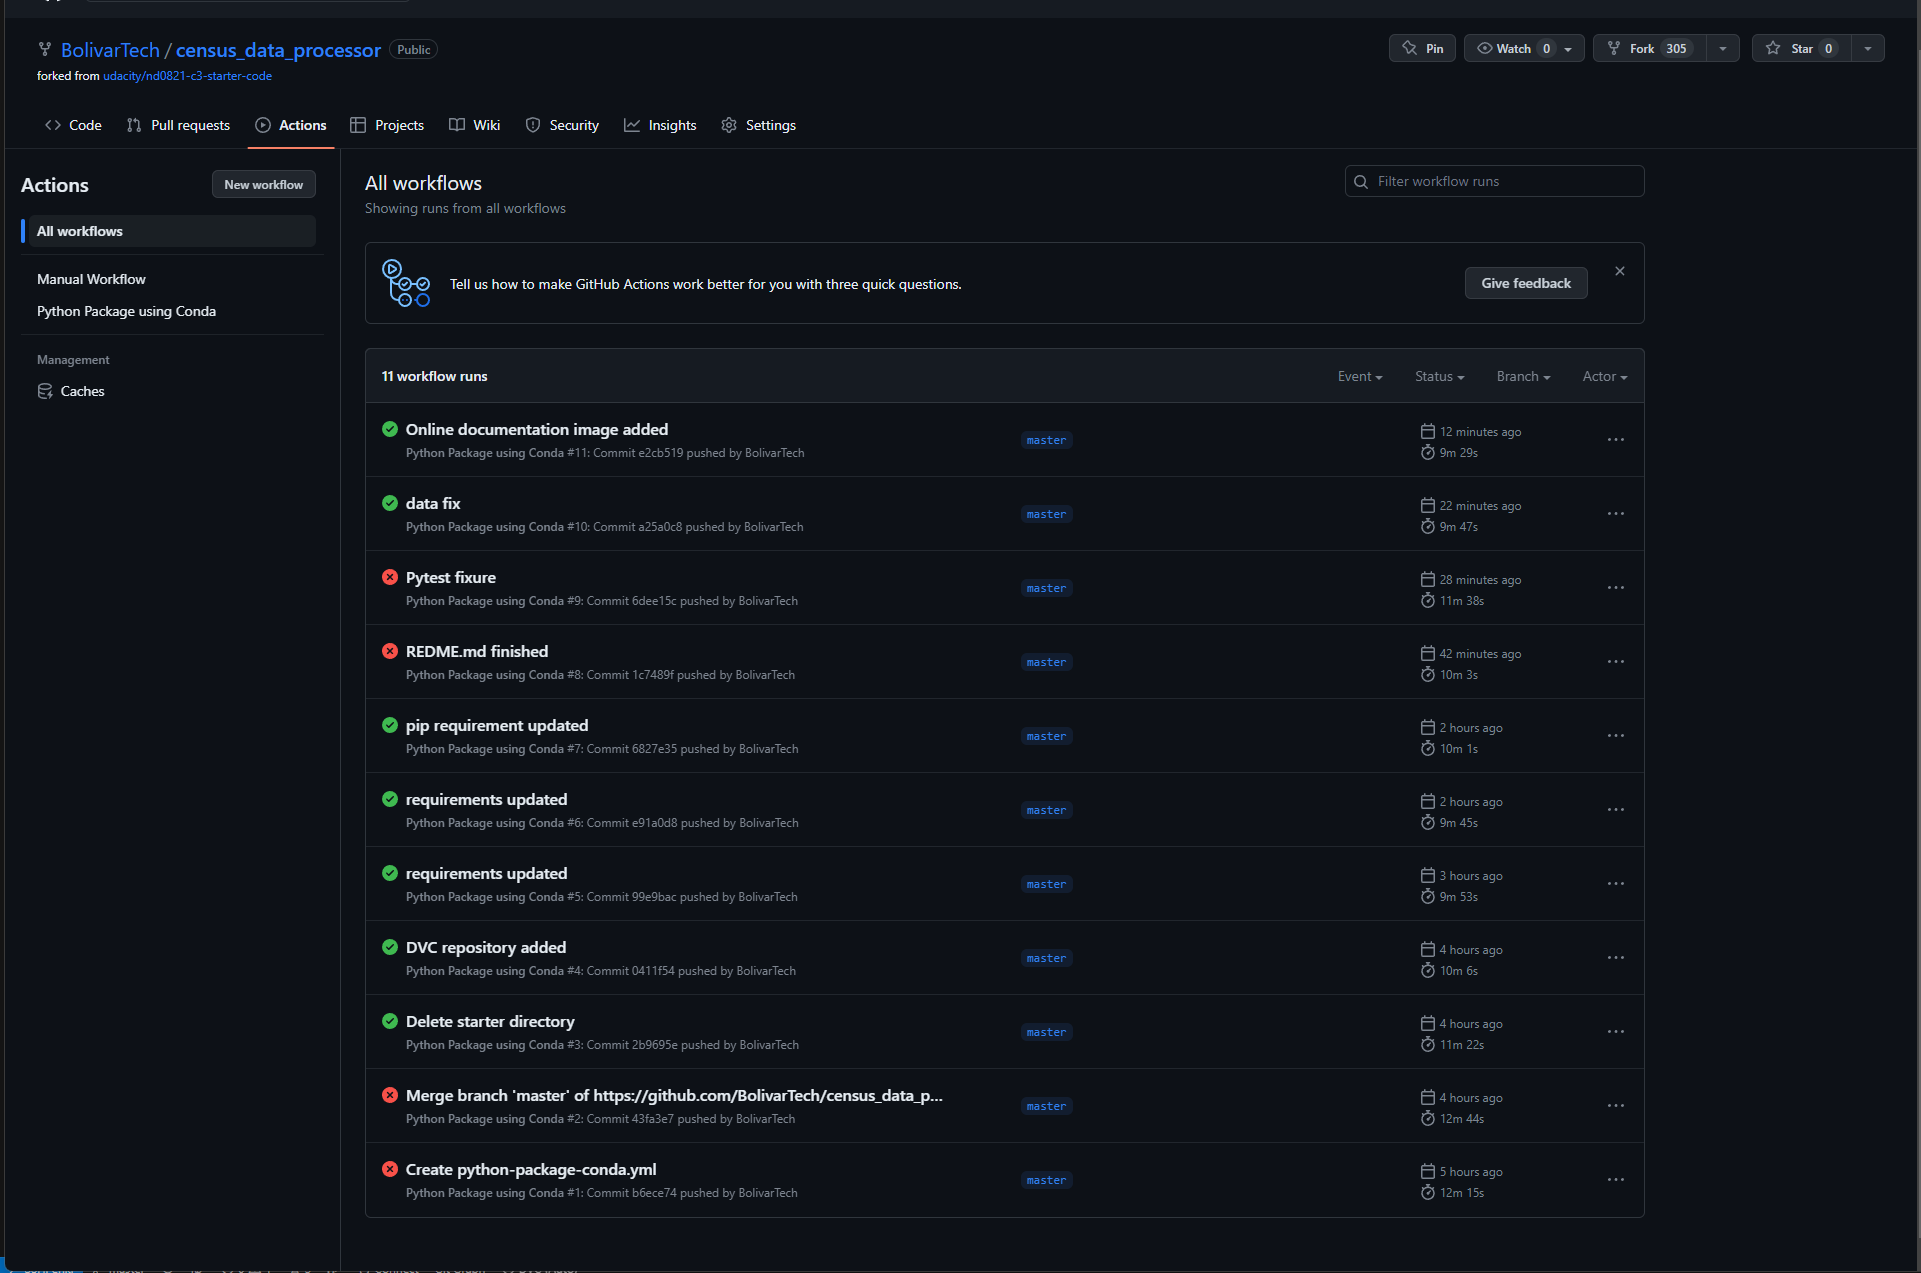 BolivarTech / census_data_processor Public
Pin Watch 0 Fork 305 Star 0
forked from udacity/nd0821-c3-starter-code
Code Pull requests Actions Projects Wiki Security Insights Settings
Actions
New workflow
All workflows
Manual Workflow
Python Package using Conda
Management
Caches
All workflows
Showing runs from all workflows
Filter workflow runs
Tell us how to make GitHub Actions work better for you with three quick questions.
Give feedback
11 workflow runs
Event Status Branch Actor
Online documentation image added
Python Package using Conda #11: Commit e2cb519 pushed by BolivarTech
master
12 minutes ago
9m 29s
data fix
Python Package using Conda #10: Commit a25a0c8 pushed by BolivarTech
master
22 minutes ago
9m 47s
Pytest fixure
Python Package using Conda #9: Commit 6dee15c pushed by BolivarTech
master
28 minutes ago
11m 38s
REDME.md finished
Python Package using Conda #8: Commit 1c7489f pushed by BolivarTech
master
42 minutes ago
10m 3s
pip requirement updated
Python Package using Conda #7: Commit 6827e35 pushed by BolivarTech
master
2 hours ago
10m 1s
requirements updated
Python Package using Conda #6: Commit e91a0d8 pushed by BolivarTech
master
2 hours ago
9m 45s
requirements updated
Python Package using Conda #5: Commit 99e9bac pushed by BolivarTech
master
3 hours ago
9m 53s
DVC repository added
Python Package using Conda #4: Commit 0411f54 pushed by BolivarTech
master
4 hours ago
10m 6s
Delete starter directory
Python Package using Conda #3: Commit 2b9695e pushed by BolivarTech
master
4 hours ago
11m 22s
Merge branch 'master' of https://github.com/BolivarTech/census_data_p...
Python Package using Conda #2: Commit 43fa3e7 pushed by BolivarTech
master
4 hours ago
12m 44s
Create python-package-conda.yml
Python Package using Conda #1: Commit b6ece74 pushed by BolivarTech
master
5 hours ago
12m 15s